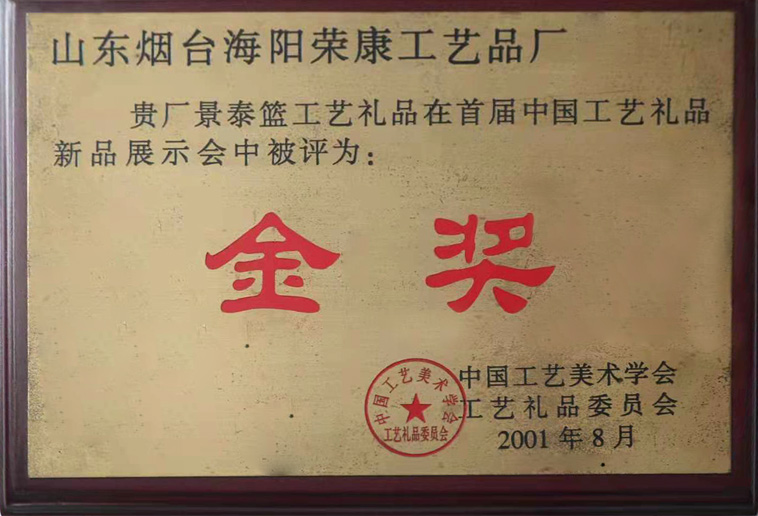 山东烟台海阳荣康工艺品厂
贵厂景泰篮工艺礼品在首届中国工艺礼品
新品展示会中被评为：
金奖
中国工艺美术学会
工艺礼品委员会
2001年8月
中国工艺美术学会
工艺礼品委员会